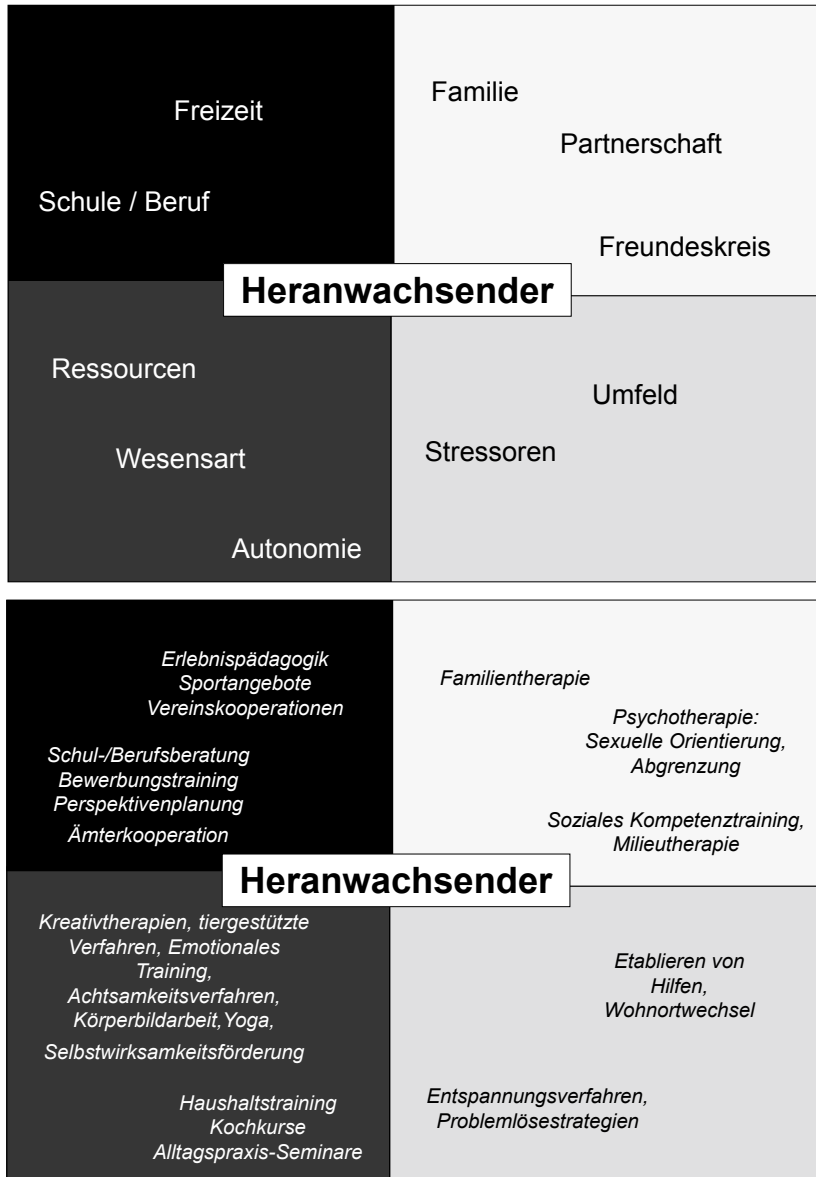 Freizeit
Schule / Beruf
Familie
Partnerschaft
Freundeskreis
Heranwachsender
Ressourcen
Wesensart
Autonomie
Umfeld
Stressoren
Erlebnispädagogik
Sportangebote
Vereinskooperationen
Schul-/Berufsberatung
Bewerbungstraining
Perspektivenplanung
Ämterkooperation
Familientherapie
Psychotherapie:
Sexuelle Orientierung,
Abgrenzung
Soziales Kompetenztraining,
Milieutherapie
Heranwachsender
Kreativtherapien, tiergestützte
Verfahren, Emotionales
Training,
Achtsamkeitsverfahren,
Körperbildarbeit,Yoga,
Selbstwirksamkeitsförderung
Haushaltstraining
Kochkurse
Alltagspraxis-Seminare
Etablieren von
Hilfen,
Wohnortwechsel
Entspannungsverfahren,
Problemlösestrategien